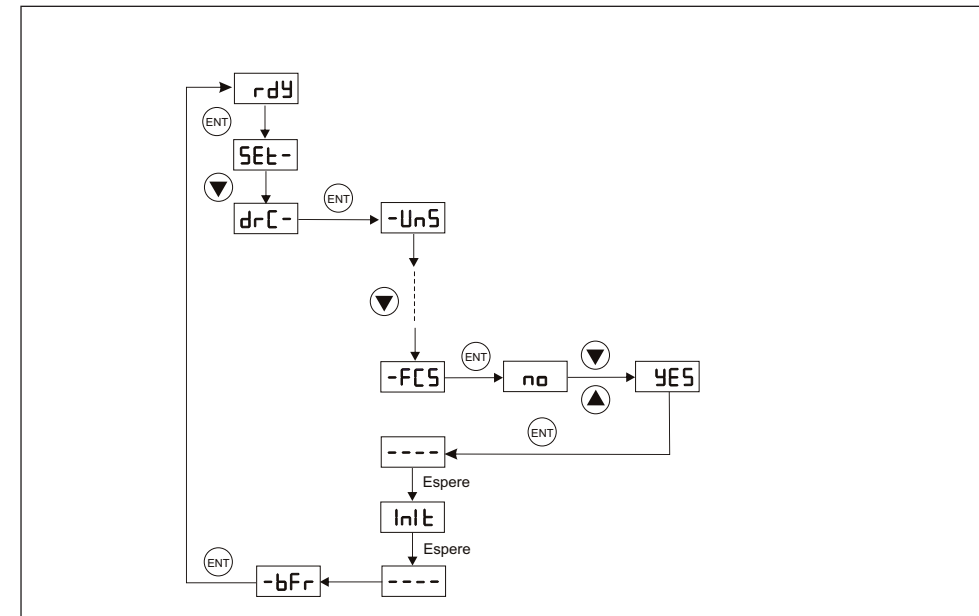 rdY
ENT
SEt-
drC-
ENT
-UnS
-FCS
ENT
no
YES
ENT
----
Espere
InIt
Espere
----
-bFr
ENT